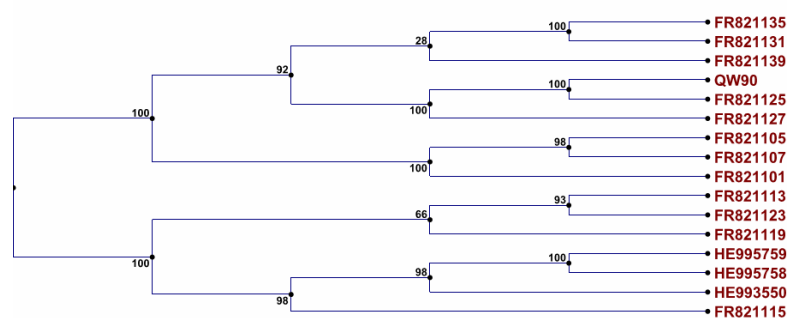 100 FR821135
28 FR821131
92 FR821139
100 QW90
100 FR821125
100 FR821127
98 FR821105
100 FR821107
FR821101
93 FR821113
66 FR821123
100 FR821119
100 HE995759
98 HE995758
98 HE993550
FR821115